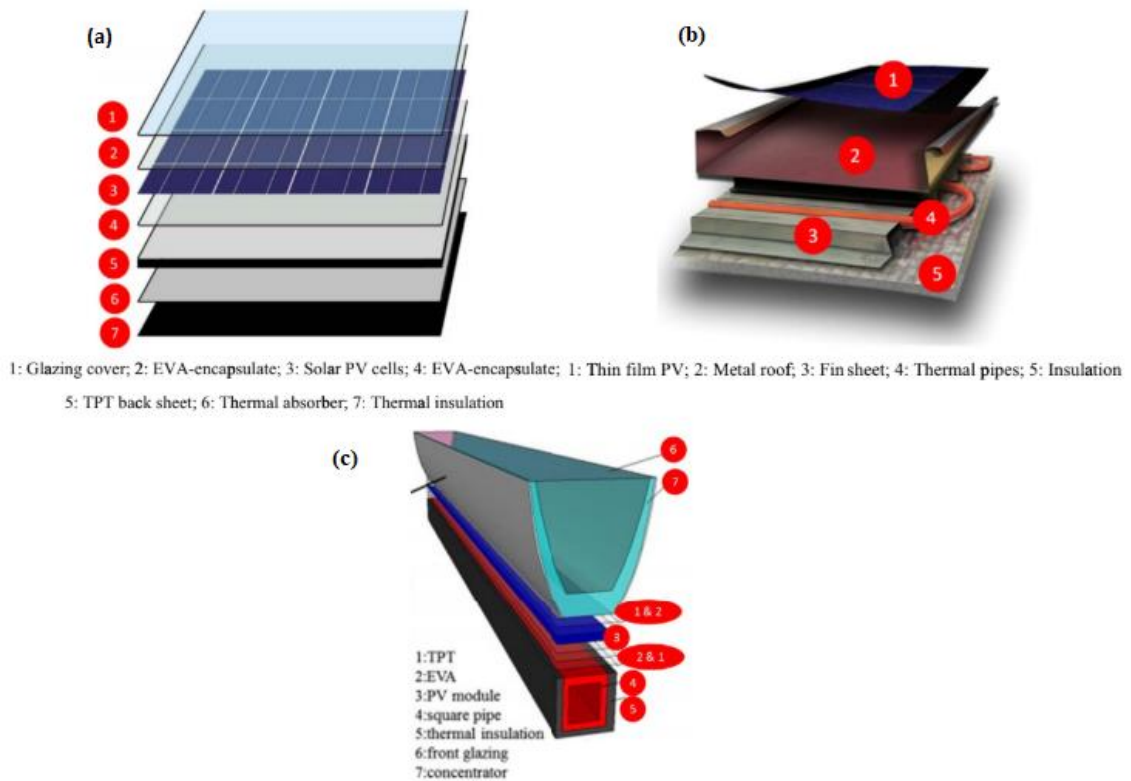 (a)
1
2
3
4
5
6
7
(b)
1
2
3
4
5
1: Glazing cover; 2: EVA-encapsulate; 3: Solar PV cells; 4: EVA-encapsulate;
5: TPT back sheet; 6: Thermal absorber; 7: Thermal insulation
1: Thin film PV; 2: Metal roof; 3: Fin sheet; 4: Thermal pipes; 5: Insulation
(c)
6
7
1 & 2
3
2 & 1
4
5
1:TPT
2:EVA
3:PV module
4:square pipe
5:thermal insulation
6:front glazing
7:concentrator